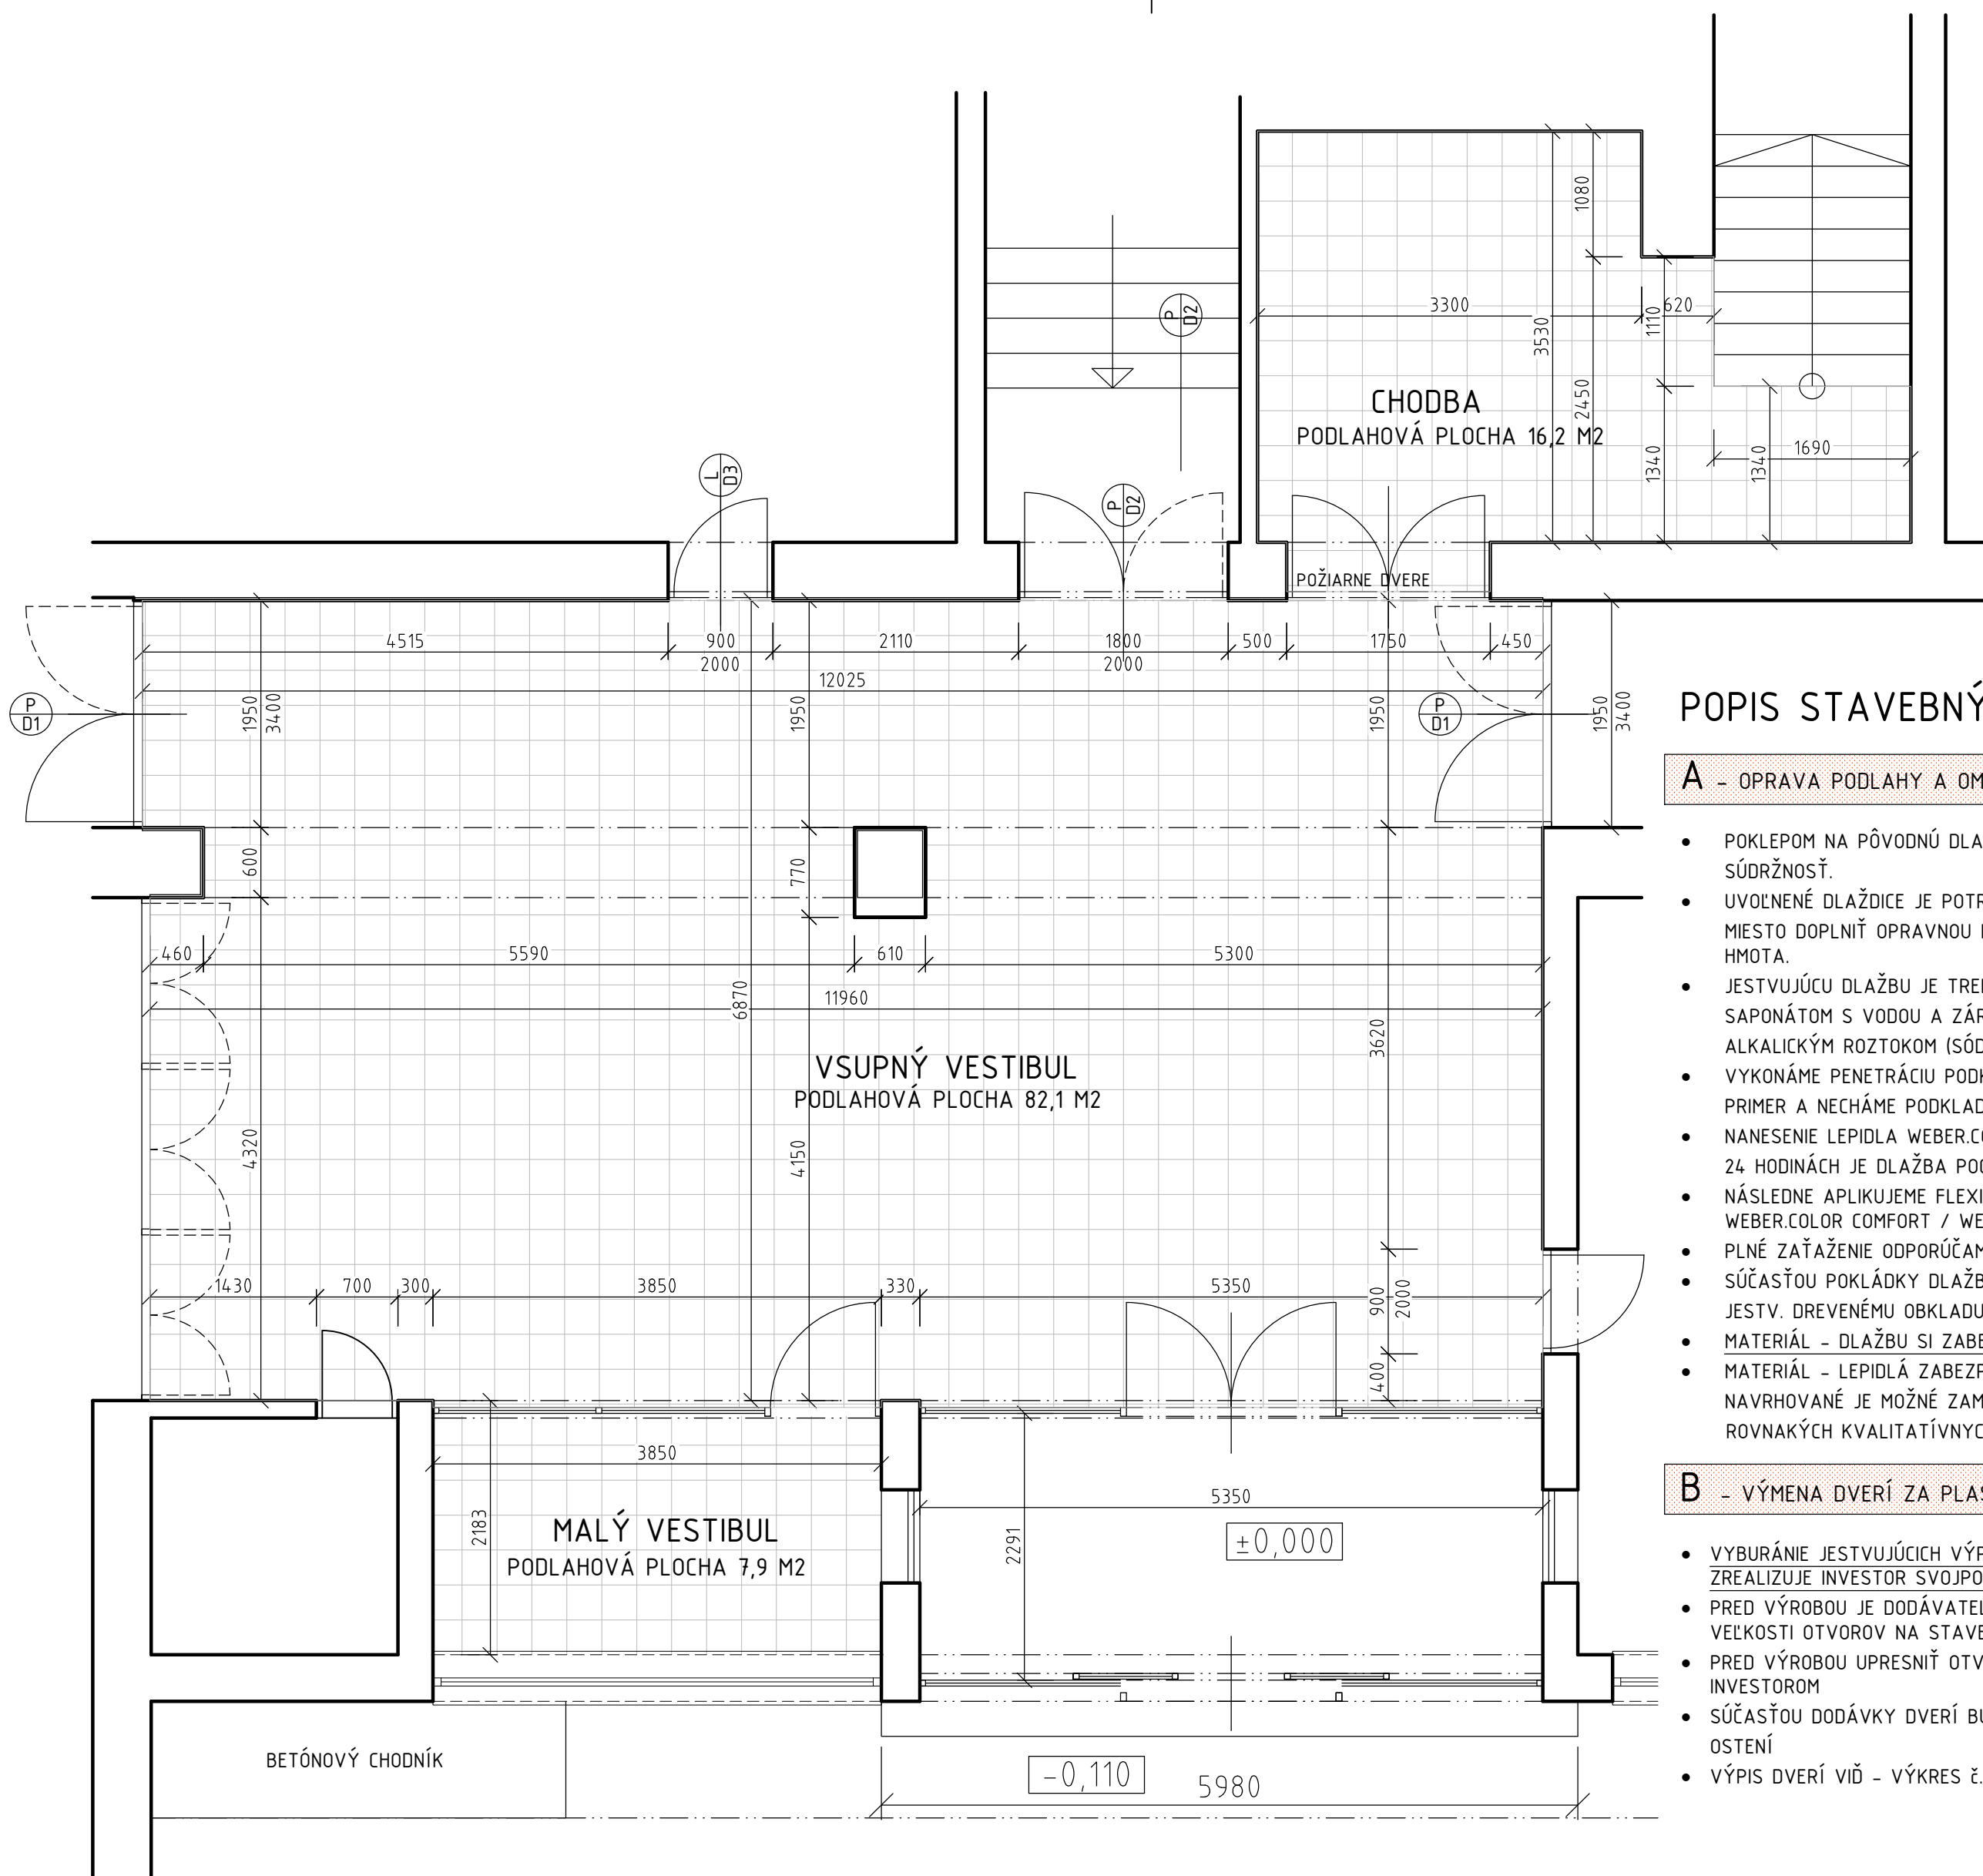 1080
3300
620
3530
1110
P
D2
CHODBA
PODLAHOVÁ PLOCHA 16,2 M2
2450
1340
1340
1690
L
D3
P
D2
POŽIARNE DVERE
4515
900
2000
2110
1800
2000
500
1750
450
12025
1950
3400
1950
1950
1950
3400
P
D1
P
D1
600
770
460
5590
610
5300
11960
6870
3620
VSUPNÝ VESTIBUL
PODLAHOVÁ PLOCHA 82,1 M2
4320
4150
1430
700
300
3850
330
5350
900
2000
400
3850
2183
MALÝ VESTIBUL
PODLAHOVÁ PLOCHA 7,9 M2
5350
2291
±0,000
BETÓNOVÝ CHODNÍK
-0,110
5980
POPIS STAVEBNÝ
A - OPRAVA PODLAHY A OM
• POKLEPOM NA PÔVODNÚ DLA
SÚDRŽNOSŤ.
• UVOĽNENÉ DLAŽDICE JE POTR
MIESTO DOPLNIŤ OPRAVNOU
HMOTA.
• JESTVUJÚCU DLAŽBU JE TRE
SAPONÁTOM S VODOU A ZÁR
ALKALICKÝM ROZTOKOM (SÓD
• VYKONÁME PENETRÁCIU PODK
PRIMER A NECHÁME PODKLAD
• NANESENIE LEPIDLA WEBER.CO
24 HODINÁCH JE DLAŽBA POC
• NÁSLEDNE APLIKUJEME FLEXI
WEBER.COLOR COMFORT / WE
• PLNÉ ZAŤAŽENIE ODPORÚČAM
• SÚČASŤOU POKLÁDKY DLAŽB
JESTV. DREVENÉMU OBKLADU
• MATERIÁL - DLAŽBU SI ZABE
• MATERIÁL - LEPIDLÁ ZABEZP
NAVRHOVANÉ JE MOŽNÉ ZAM
ROVNAKÝCH KVALITATÍVNYC
B - VÝMENA DVERÍ ZA PLAS
• VYBURÁNIE JESTVUJÚCICH VÝP
ZREALIZUJE INVESTOR SVOJPO
• PRED VÝROBOU JE DODÁVATEĽ
VEĽKOSTI OTVOROV NA STAVE
• PRED VÝROBOU UPRESNIŤ OTV
INVESTOROM
• SÚČASŤOU DODÁVKY DVERÍ BU
OSTENÍ
• VÝPIS DVERÍ VIĎ - VÝKRES č.